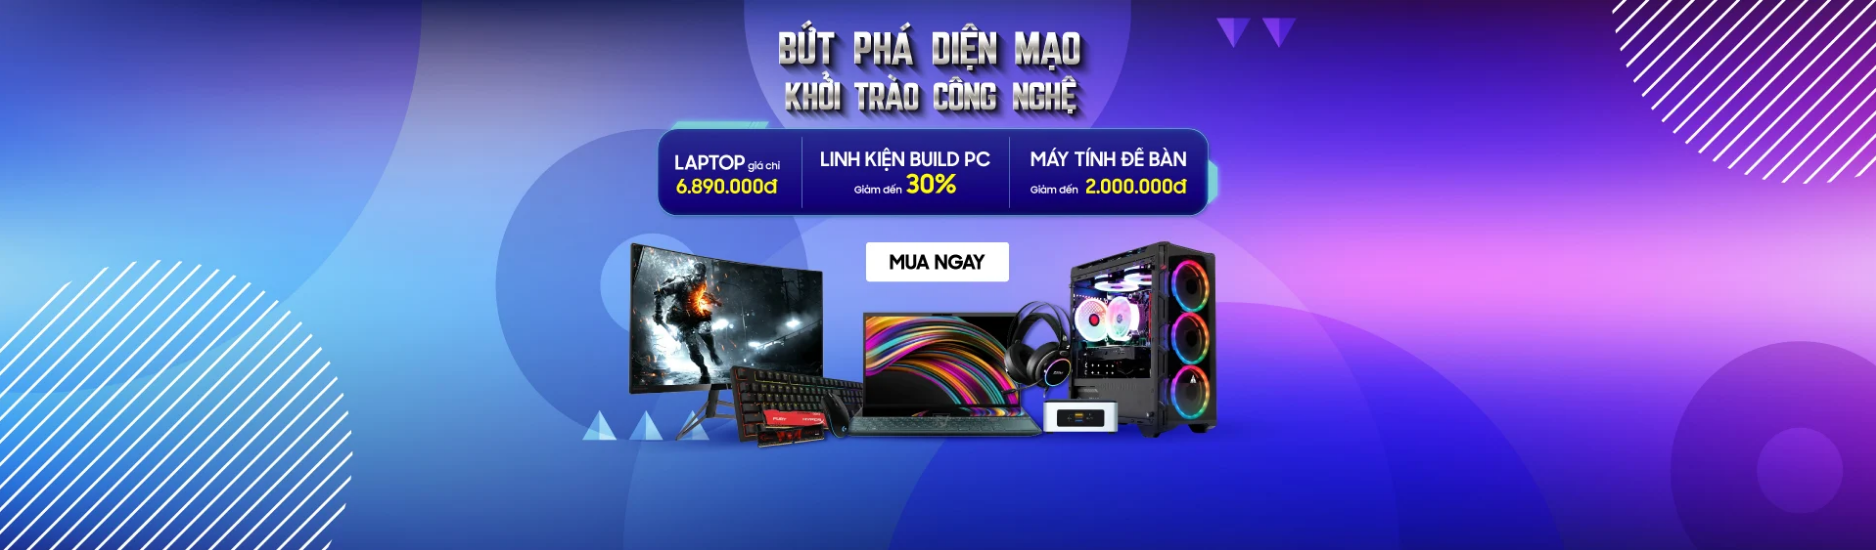 BỨT PHÁ DIỆN MẠO
KHỞI TRÀO CÔNG NGHỆ
LAPTOP giá chỉ
6.890.000đ
LINH KIỆN BUILD PC
Giảm đến 30%
MÁY TÍNH ĐỂ BÀN
Giảm đến 2.000.000đ
MUA NGAY
FURY